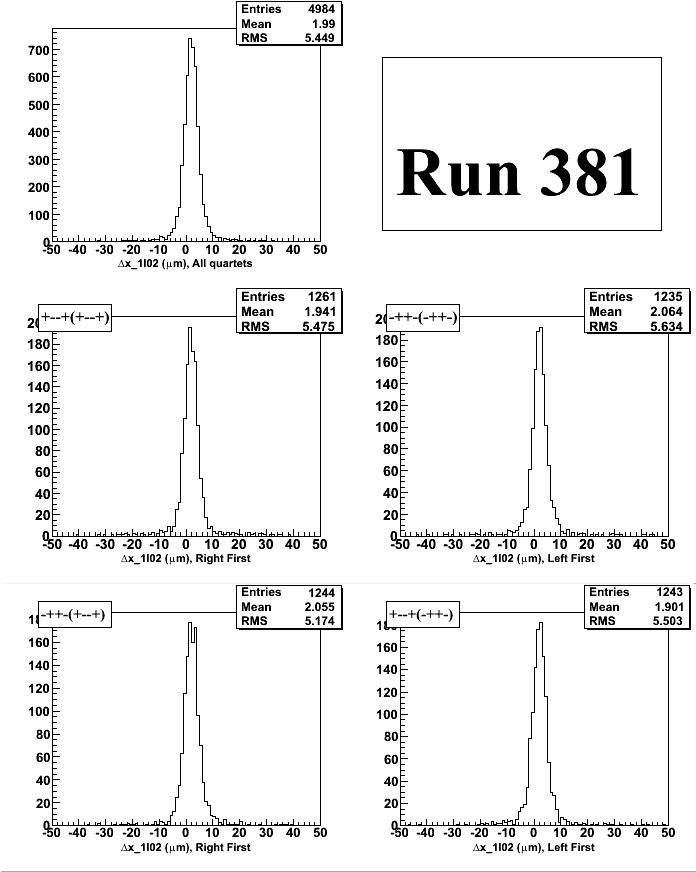 Entries 4984
Mean 1.99
RMS 5.449
700
600
500
400
300
200
100
0
-50 -40 -30 -20 -10 0 10 20 30 40 50
Δx_1I02 (μm), All quartets
Run 381
+--+(+--+)
Entries 1261
Mean 1.941
RMS 5.475
180
160
140
120
100
80
60
40
20
0
-50 -40 -30 -20 -10 0 10 20 30 40 50
Δx_1I02 (μm), Right First
-++-(-++-)
Entries 1235
Mean 2.064
RMS 5.634
180
160
140
120
100
80
60
40
20
0
-50 -40 -30 -20 -10 0 10 20 30 40 50
Δx_1I02 (μm), Left First
-++-(+--+)
Entries 1244
Mean 2.055
RMS 5.174
160
140
120
100
80
60
40
20
0
-50 -40 -30 -20 -10 0 10 20 30 40 50
Δx_1I02 (μm), Right First
+--+(-++-)
Entries 1243
Mean 1.901
RMS 5.503
160
140
120
100
80
60
40
20
0
-50 -40 -30 -20 -10 0 10 20 30 40 50
Δx_1I02 (μm), Left First